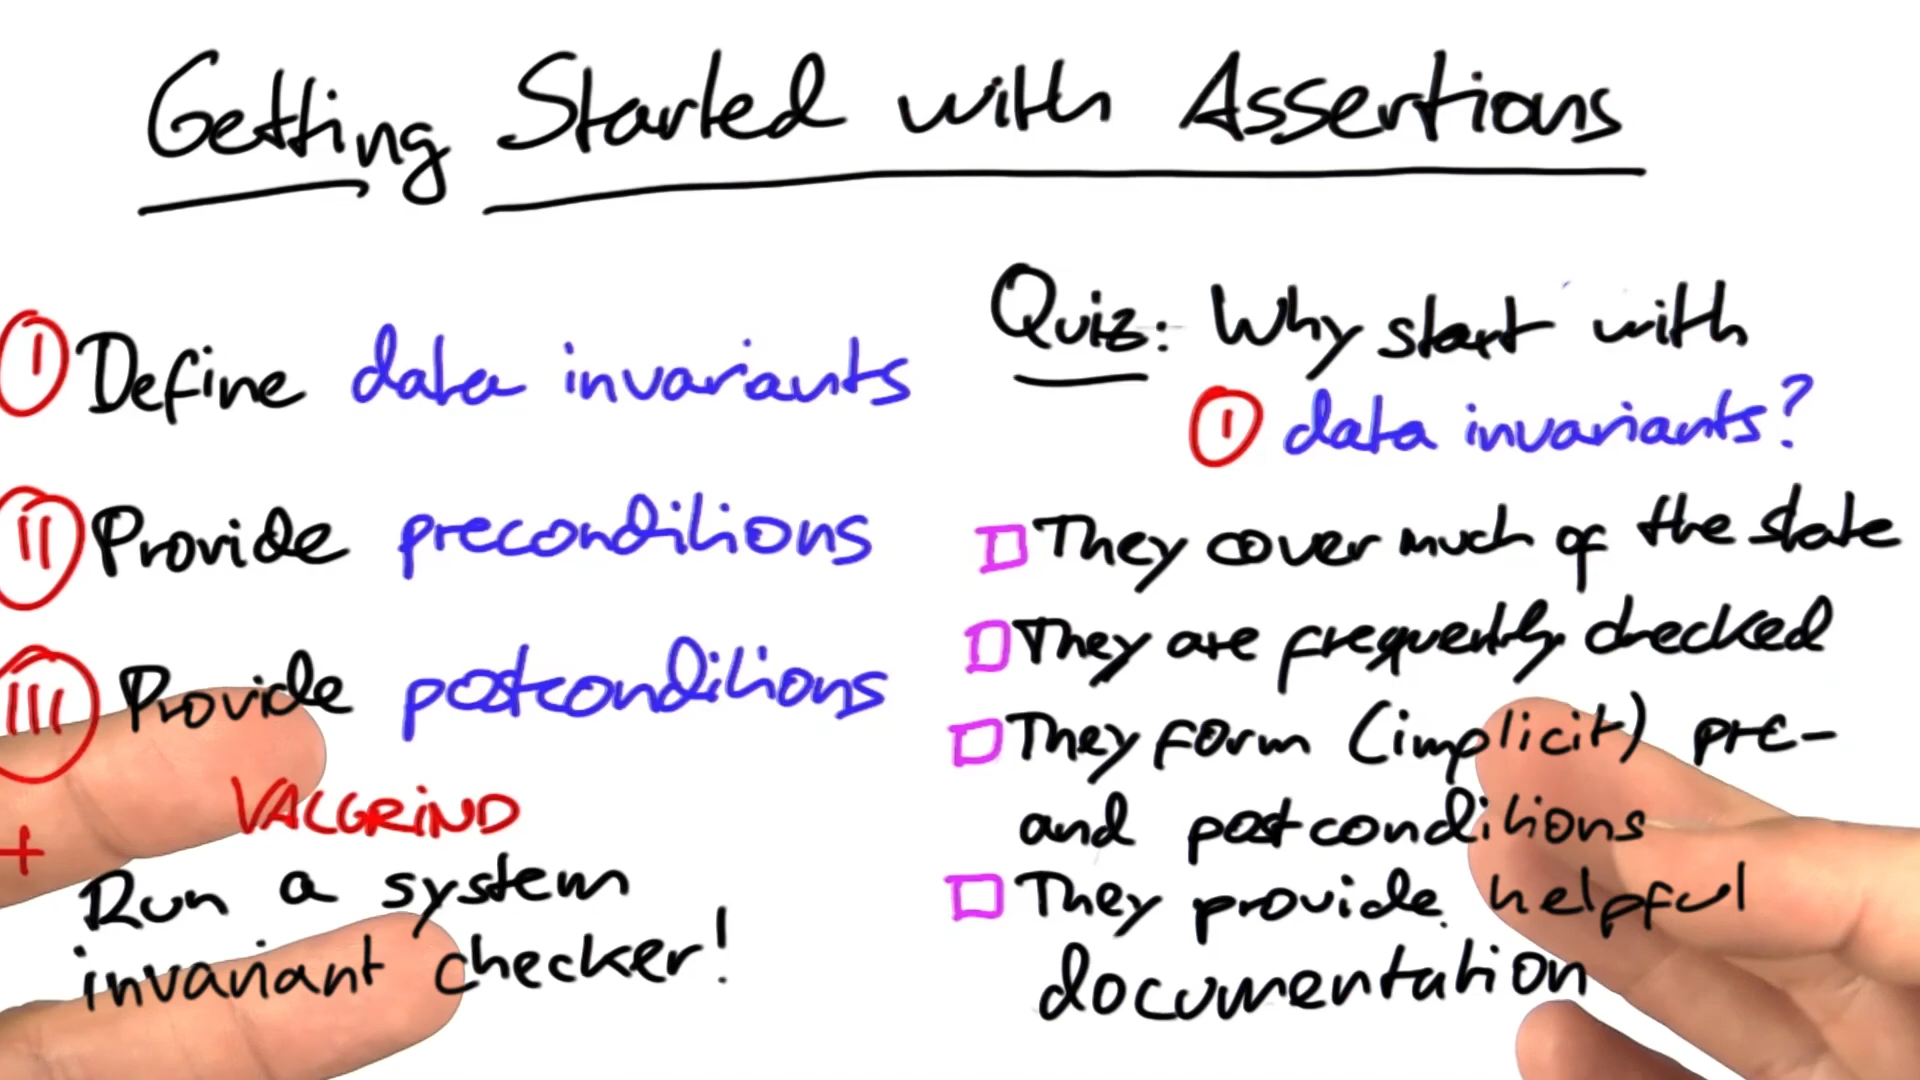 Getting Started with Assertions
I Define data invariants
II Provide preconditions
III Provide postconditions
VALGRIND
+
Run a system
invariant checker!
Quiz: Why start with
I data invariants?
They cover much of the state
They are frequently checked
They form (implicit) pre-
and postconditions
They provide helpful
documentation